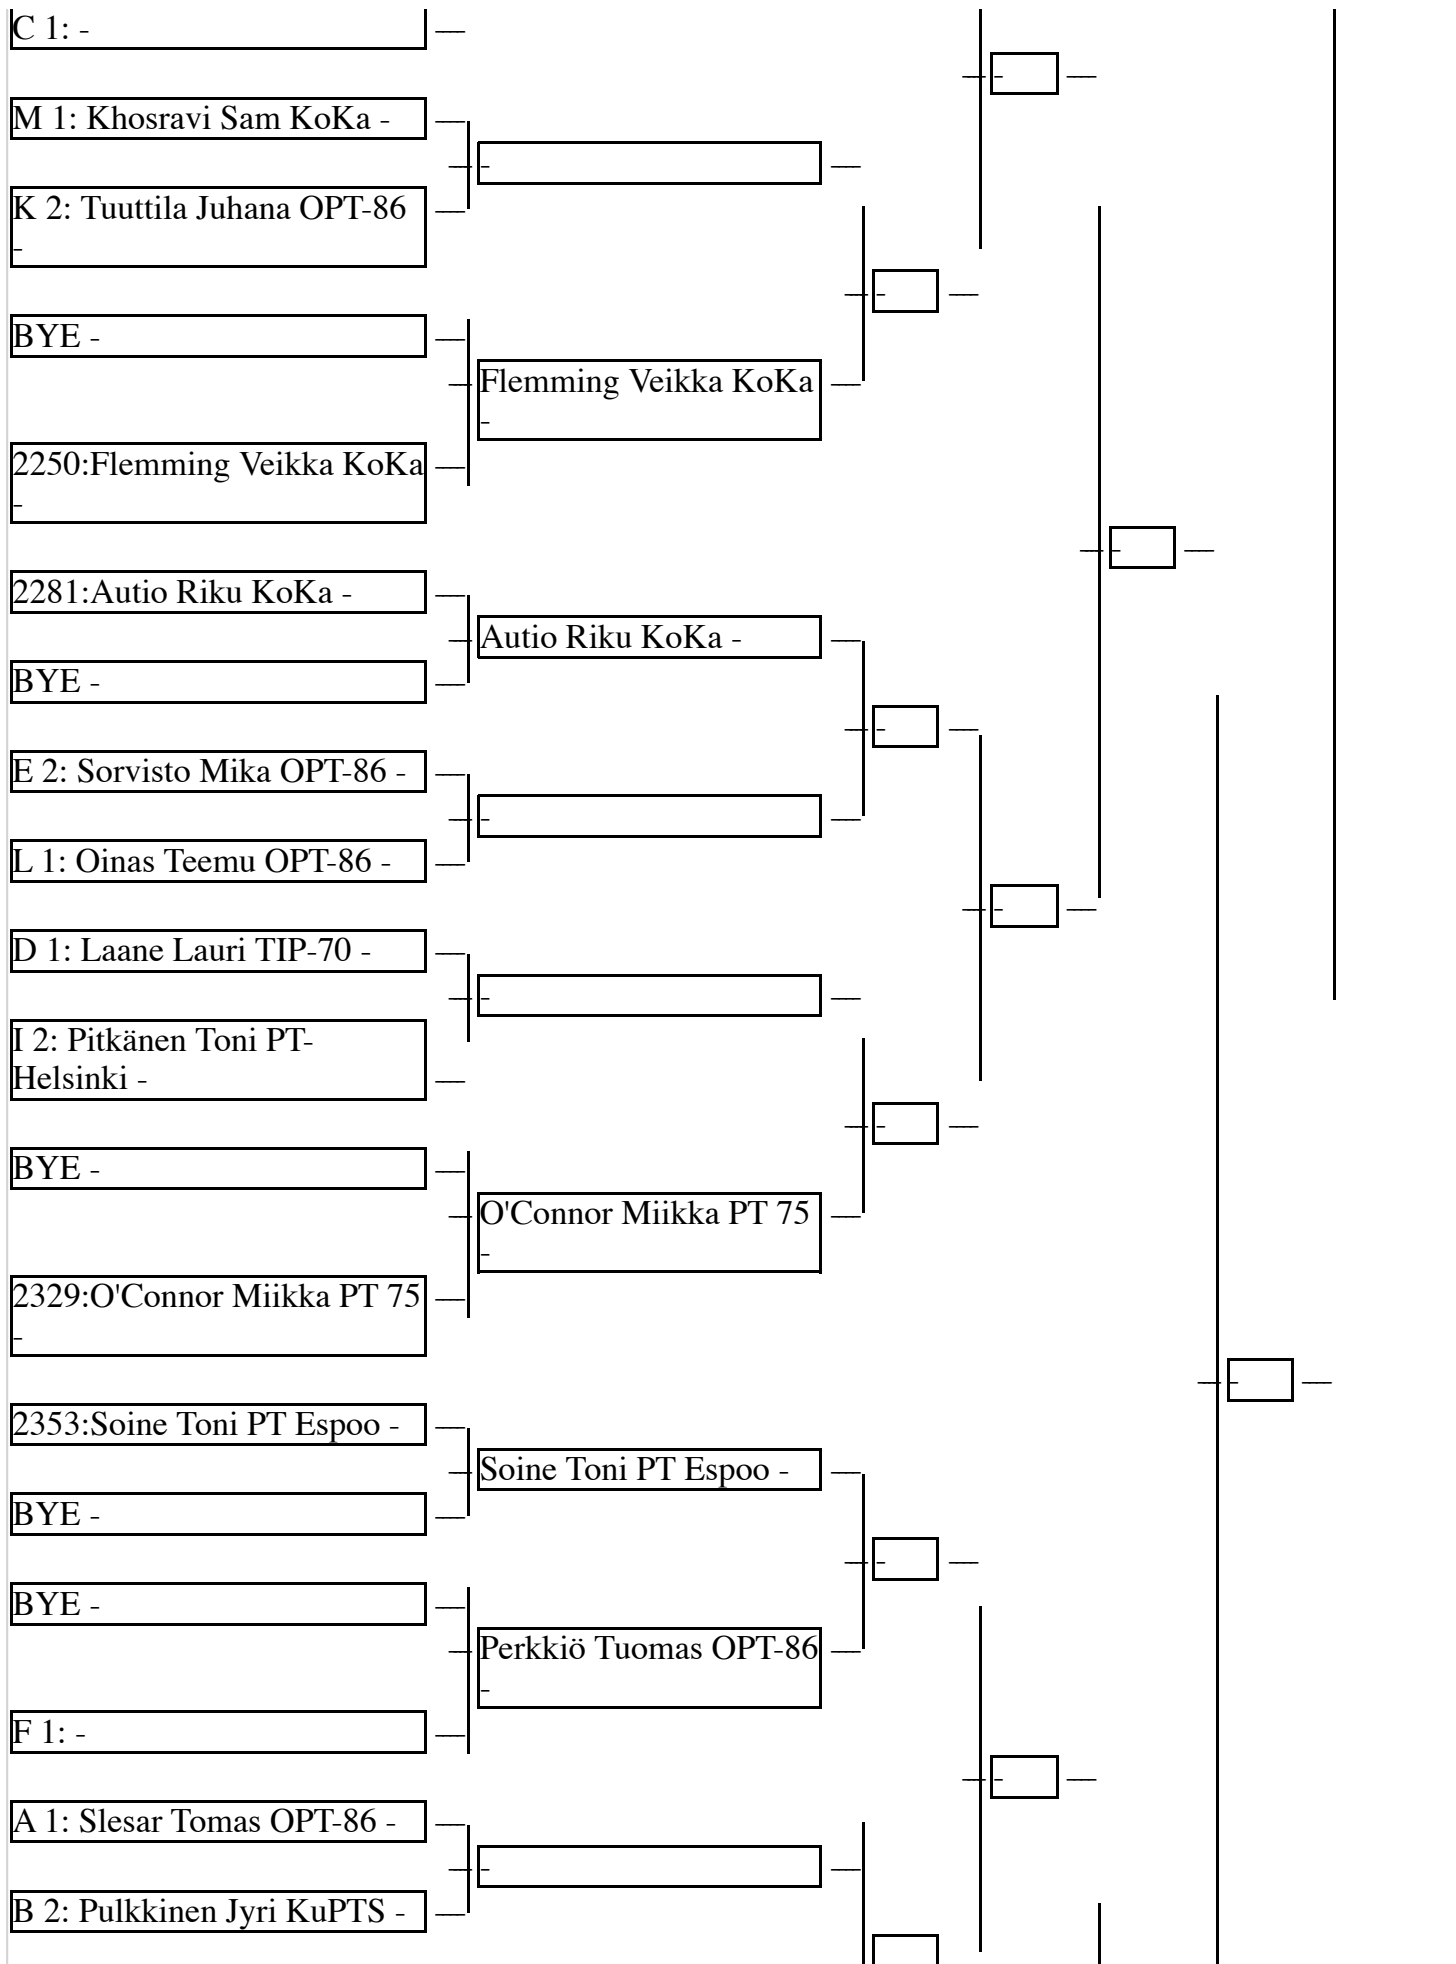 C 1: -
-
M 1: Khosravi Sam KoKa -
-
K 2: Tuuttila Juhana OPT-86
-
-
BYE -
Flemming Veikka KoKa
-
2250:Flemming Veikka KoKa
-
-
2281:Autio Riku KoKa -
Autio Riku KoKa -
BYE -
-
E 2: Sorvisto Mika OPT-86 -
-
L 1: Oinas Teemu OPT-86 -
-
D 1: Laane Lauri TIP-70 -
-
I 2: Pitkänen Toni PT-
Helsinki -
-
BYE -
O'Connor Miikka PT 75
-
2329:O'Connor Miikka PT 75
-
-
2353:Soine Toni PT Espoo -
Soine Toni PT Espoo -
BYE -
-
BYE -
Perkkiö Tuomas OPT-86
-
F 1: -
-
A 1: Slesar Tomas OPT-86 -
-
B 2: Pulkkinen Jyri KuPTS -